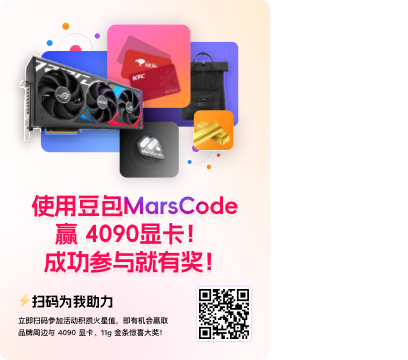 KFC
MarsCode
使用豆包MarsCode
赢 4090显卡！
成功参与就有奖！
⚡扫码为我助力
立即扫码参加活动积攒火星值，即有机会赢取
品牌周边与 4090 显卡、11g 金条惊喜大奖！